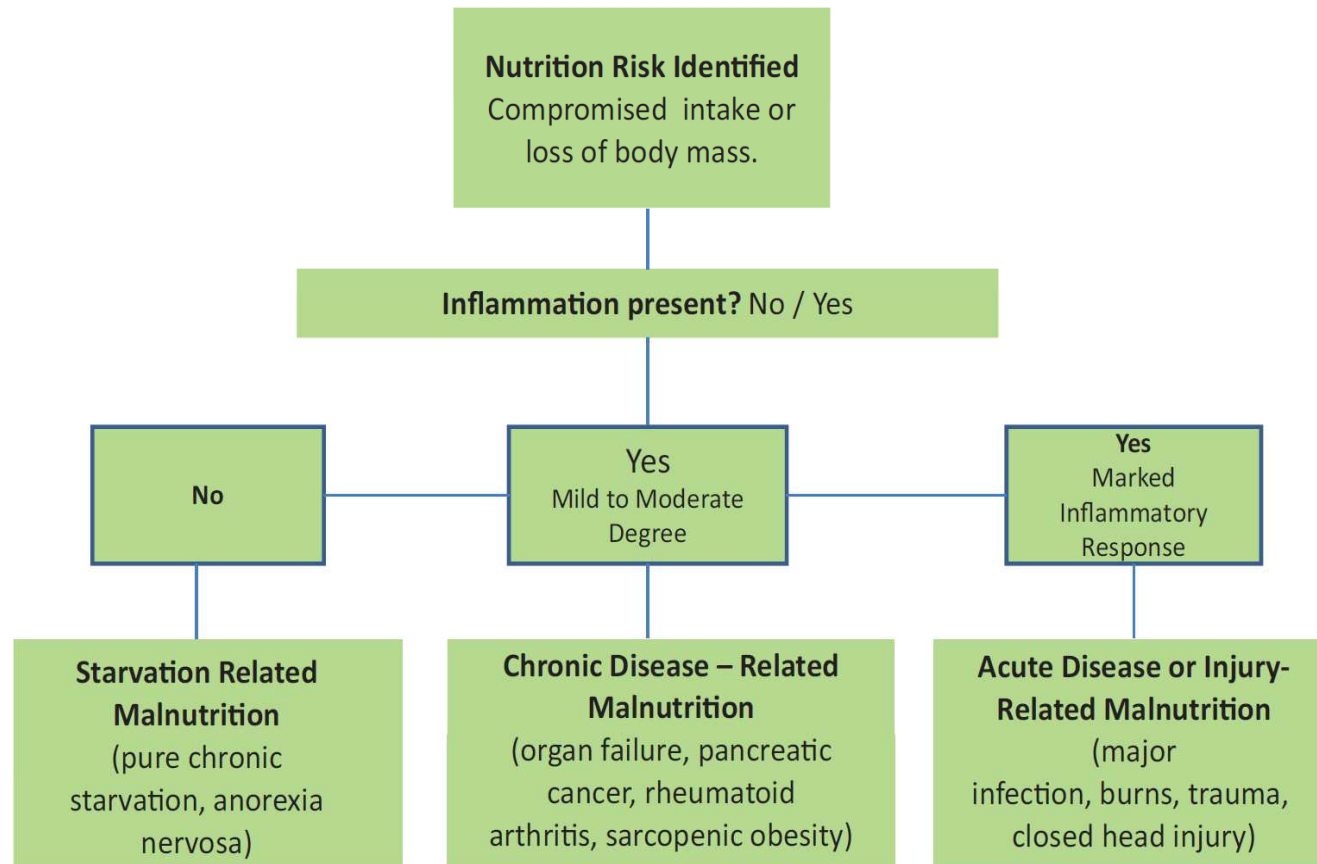 Nutrition Risk Identified
Compromised intake or
loss of body mass.
Inflammation present? No / Yes
No
Yes
Mild to Moderate
Degree
Yes
Marked
Inflammatory
Response
Starvation Related
Malnutrition
(pure chronic
starvation, anorexia
nervosa)
Chronic Disease – Related
Malnutrition
(organ failure, pancreatic
cancer, rheumatoid
arthritis, sarcopenic obesity)
Acute Disease or Injury-
Related Malnutrition
(major
infection, burns, trauma,
closed head injury)